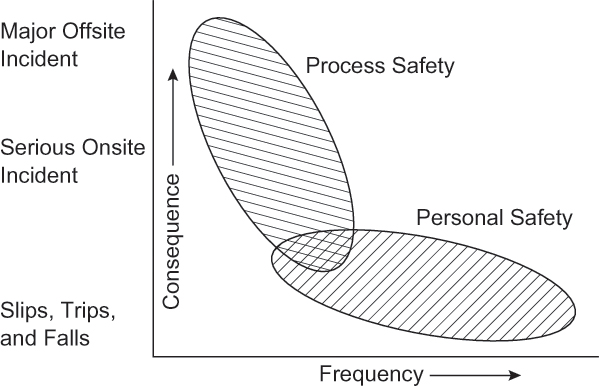 Major Offsite
Incident
Process Safety
Serious Onsite
Incident
Consequence
Personal Safety
Slips, Trips,
and Falls
Frequency